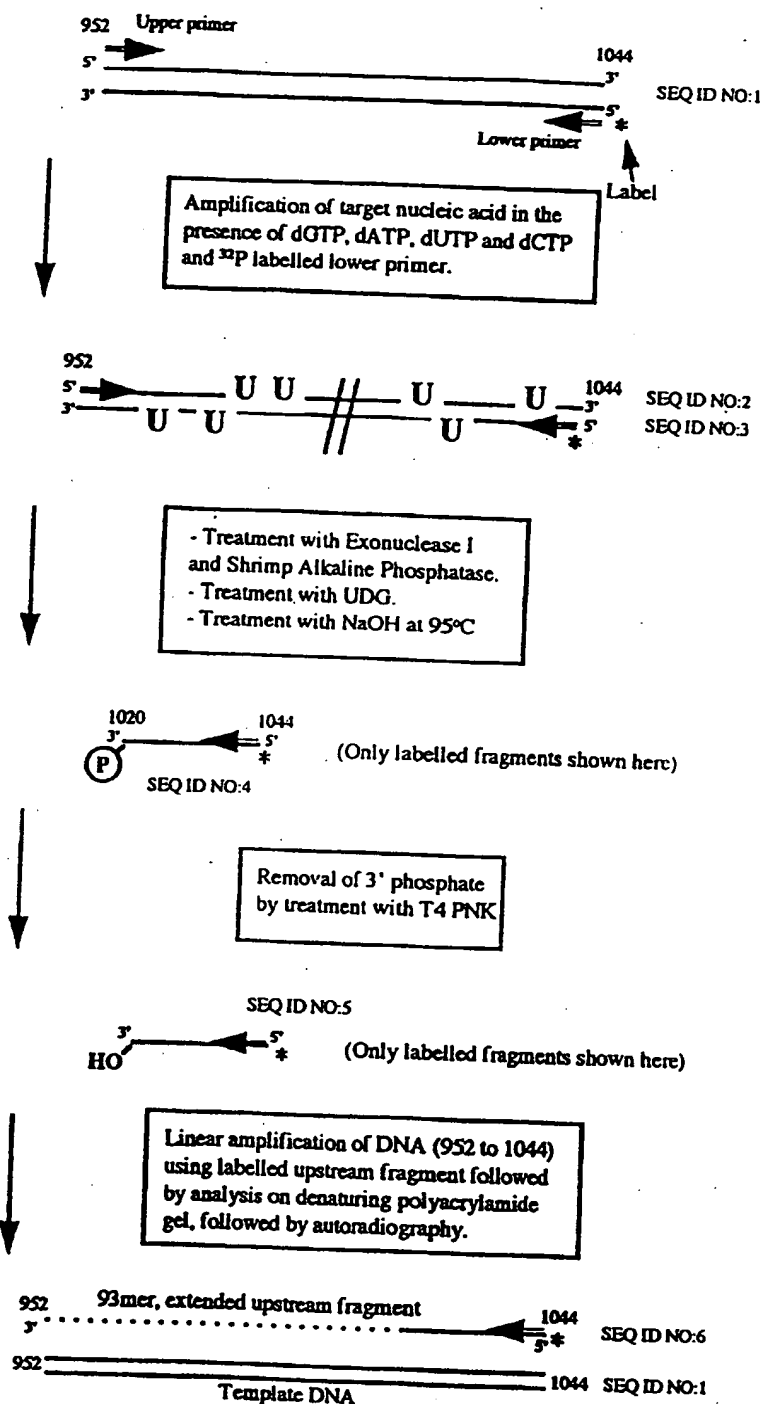 952 Upper primer
1044
5' 3'
SEQ ID NO:1
3' 5' *
Lower primer
Label
Amplification of target nucleic acid in the
presence of dGTP, dATP, dUTP and dCTP
and ³²P labelled lower primer.
952
5' U U U U 1044 3' SEQ ID NO:2
3' U U U 5' SEQ ID NO:3
*
- Treatment with Exonuclease I
and Shrimp Alkaline Phosphatase.
- Treatment with UDG.
- Treatment with NaOH at 95°C
1020 1044
3' 5'
P * (Only labelled fragments shown here)
SEQ ID NO:4
Removal of 3' phosphate
by treatment with T4 PNK
SEQ ID NO:5
3' 5'
HO * (Only labelled fragments shown here)
Linear amplification of DNA (952 to 1044)
using labelled upstream fragment followed
by analysis on denaturing polyacrylamide
gel, followed by autoradiography.
952 93mer, extended upstream fragment 1044
3' 5' * SEQ ID NO:6
952 1044 SEQ ID NO:1
Template DNA